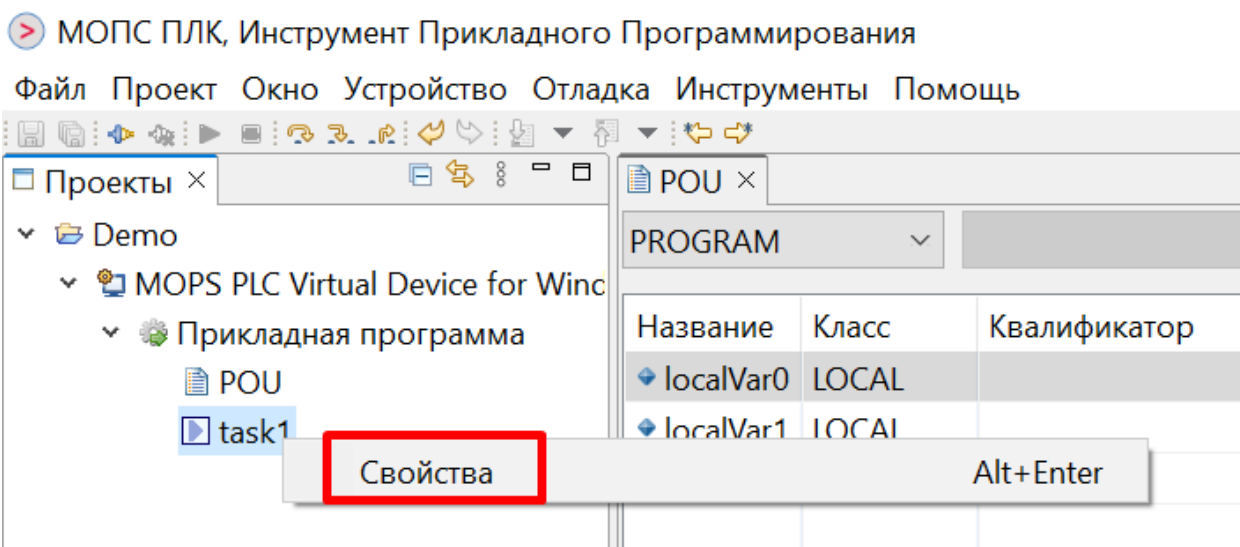 МОПС ПЛК, Инструмент Прикладного Программирования
Файл Проект Окно Устройство Отладка Инструменты Помощь
Проекты
POU
Demo
PROGRAM
MOPS PLC Virtual Device for Winc
Прикладная программа
Название Класс Квалификатор
POU
localVar0 LOCAL
task1
localVar1 LOCAL
Свойства Alt+Enter